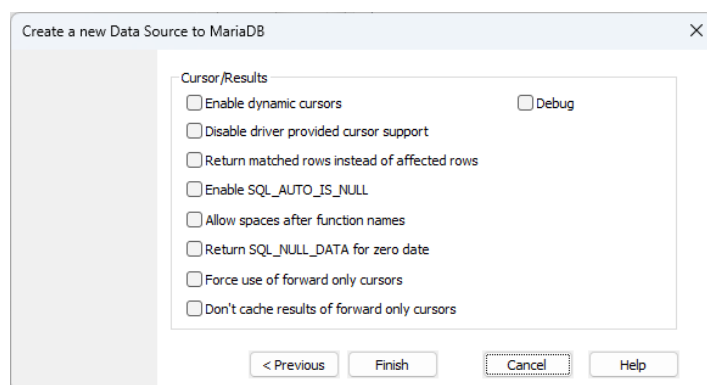 Create a new Data Source to MariaDB
Cursor/Results
Enable dynamic cursors
Debug
Disable driver provided cursor support
Return matched rows instead of affected rows
Enable SQL_AUTO_IS_NULL
Allow spaces after function names
Return SQL_NULL_DATA for zero date
Force use of forward only cursors
Don't cache results of forward only cursors
< Previous
Finish
Cancel
Help